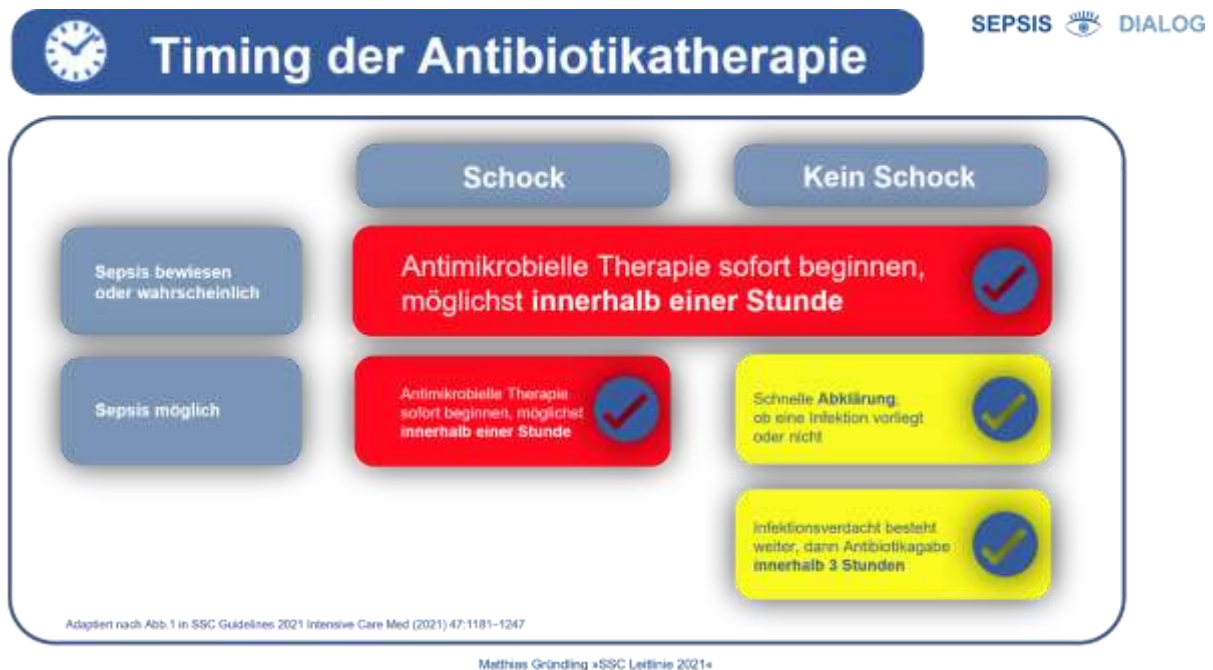 SEPSIS DIALOG
Timing der Antibiotikatherapie
Schock
Kein Schock
Sepsis bewiesen
oder wahrscheinlich
Antimikrobielle Therapie sofort beginnen,
möglichst innerhalb einer Stunde
Sepsis möglich
Antimikrobielle Therapie
sofort beginnen, möglichst
innerhalb einer Stunde
Schnelle Abklärung,
ob eine Infektion vorliegt
oder nicht
Infektionsverdacht besteht
weiter, dann Antibiotikagabe
innerhalb 3 Stunden
Adaptiert nach Abb.1 in SSC Guidelines 2021 Intensive Care Med (2021) 47:1181–1247
Matthias Gründling »SSC Leitlinie 2021«